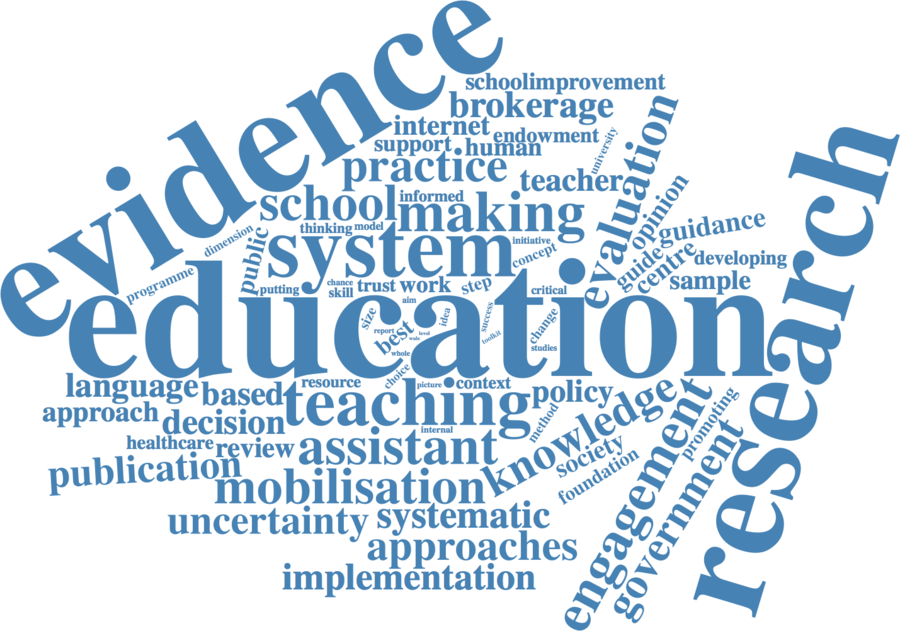 evidence
schoolimprovement
brokerage
internet
endowment
support
human
university
practice
teacher
evaluation
opinion
research
informed
school
making
thinking
model
dimension
public
system
initiative
concept
guidance
guide
centre
developing
sample
programme
putting
chance
skill
trust
work
step
critical
education
aim
size
report
best
level
whole
idea
success
toolkit
change
studies
choice
language
based
resource
picture
context
policy
approach
decision
teaching
method
knowledge
engagement
promoting
healthcare
review
internal
assistant
society
foundation
government
publication
mobilisation
uncertainty
systematic
approaches
implementation